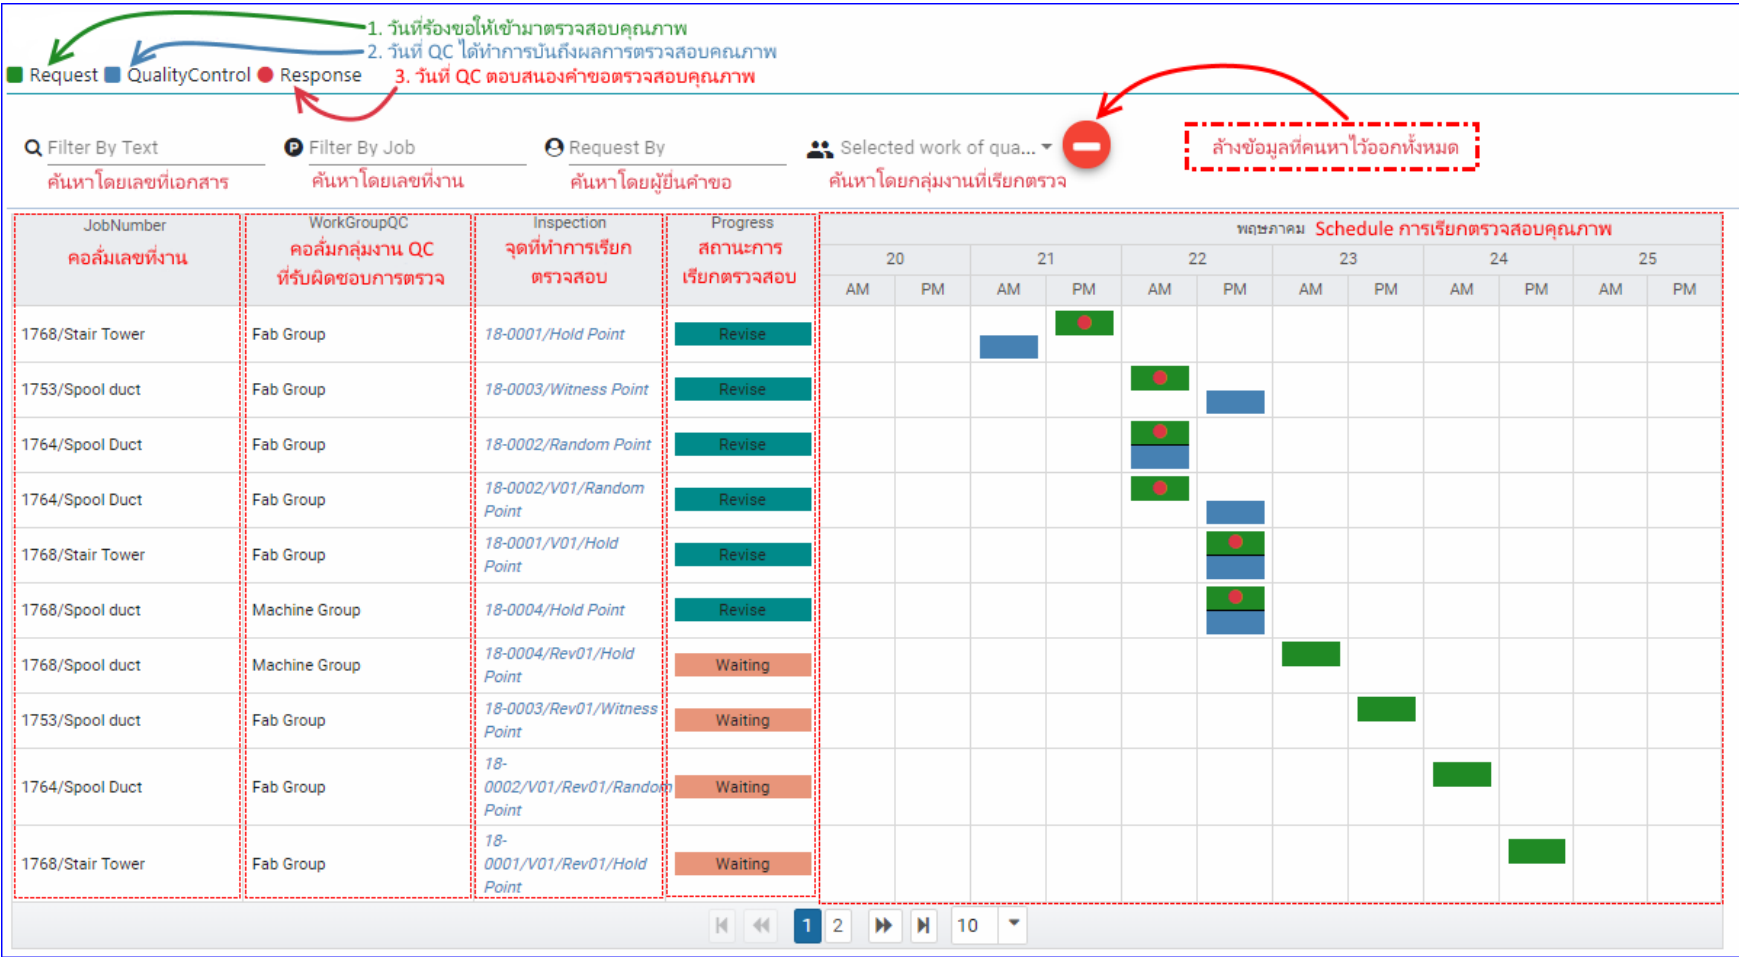 1. วันที่ร้องขอให้เข้ามาตรวจสอบคุณภาพ
2. วันที่ QC ได้ทำการบันถึงผลการตรวจสอบคณภาพ
Request QualityControl Response 3. วันที่ QC ตอบสนองคำขอตรวจสอบคุณภาพ
Filter By Text Filter By Job Request By Selected work of qua... ล้างข้อมูลที่คนหาไว้ออกทั้งหมด
ค้นหาโดยเลขที่เอกสาร ค้นหาโดยเลขที่งาน ค้นหาโดยผู้ยื่นคำขอ ค้นหาโดยกลุ่มงานที่เรียกตรวจ
JobNumber WorkGroupQC Inspection Progress พฤษภาคม Schedule การเรียกตรวจสอบคุณภาพ
คอลั่มเลขที่งาน คอลั่มกลุ่มงาน QC จุดที่ทำการเรียก สถานะการ
ที่รับผิดชอบการตรวจ ตรวจสอบ เรียกตรวจสอบ
20 21 22 23 24 25
AM PM AM PM AM PM AM PM AM PM AM PM
1768/Stair Tower Fab Group 18-0001/Hold Point Revise
1753/Spool duct Fab Group 18-0003/Witness Point Revise
1764/Spool Duct Fab Group 18-0002/Random Point Revise
1764/Spool Duct Fab Group 18-0002/V01/Random
Point Revise
1768/Stair Tower Fab Group 18-0001/V01/Hold
Point Revise
1768/Spool duct Machine Group 18-0004/Hold Point Revise
1768/Spool duct Machine Group 18-0004/Rev01/Hold
Point Waiting
1753/Spool duct Fab Group 18-0003/Rev01/Witness
Point Waiting
1764/Spool Duct Fab Group 18-
0002/V01/Rev01/Random
Point Waiting
1768/Stair Tower Fab Group 18-
0001/V01/Rev01/Hold
Point Waiting
1 2 10